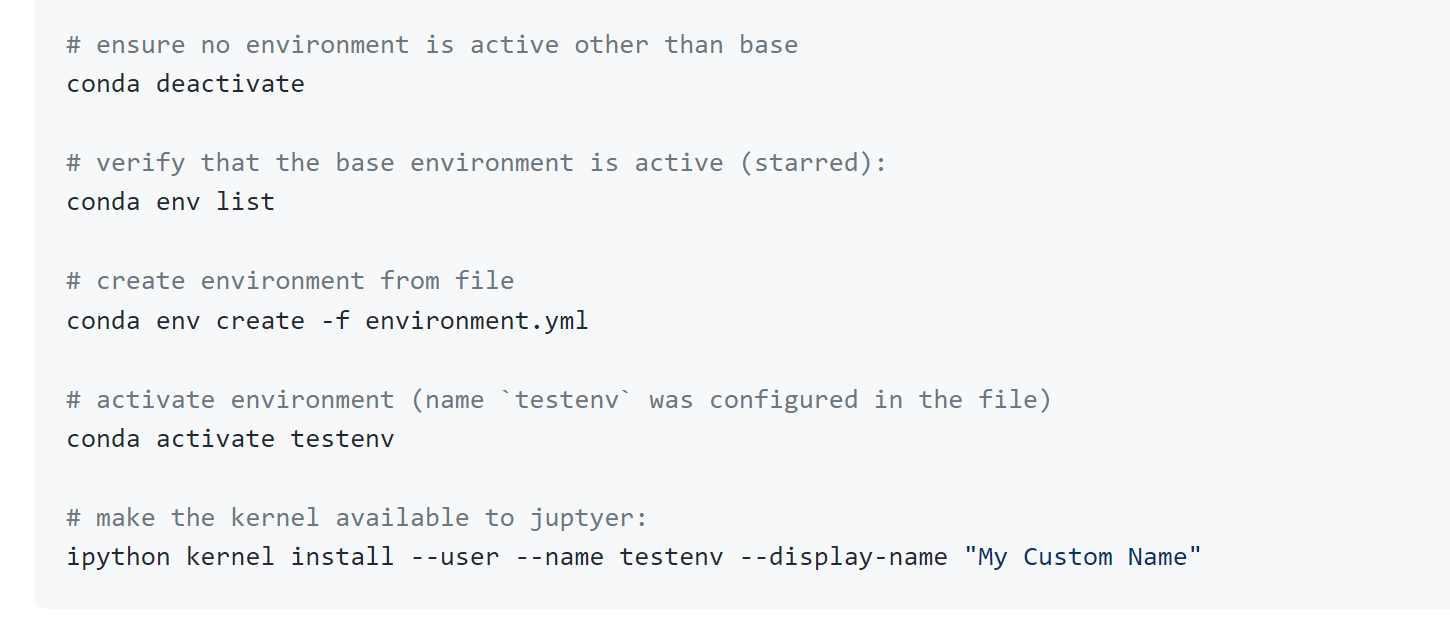 # ensure no environment is active other than base
conda deactivate
# verify that the base environment is active (starred):
conda env list
# create environment from file
conda env create -f environment.yml
# activate environment (name `testenv` was configured in the file)
conda activate testenv
# make the kernel available to juptyer:
ipython kernel install --user --name testenv --display-name "My Custom Name"